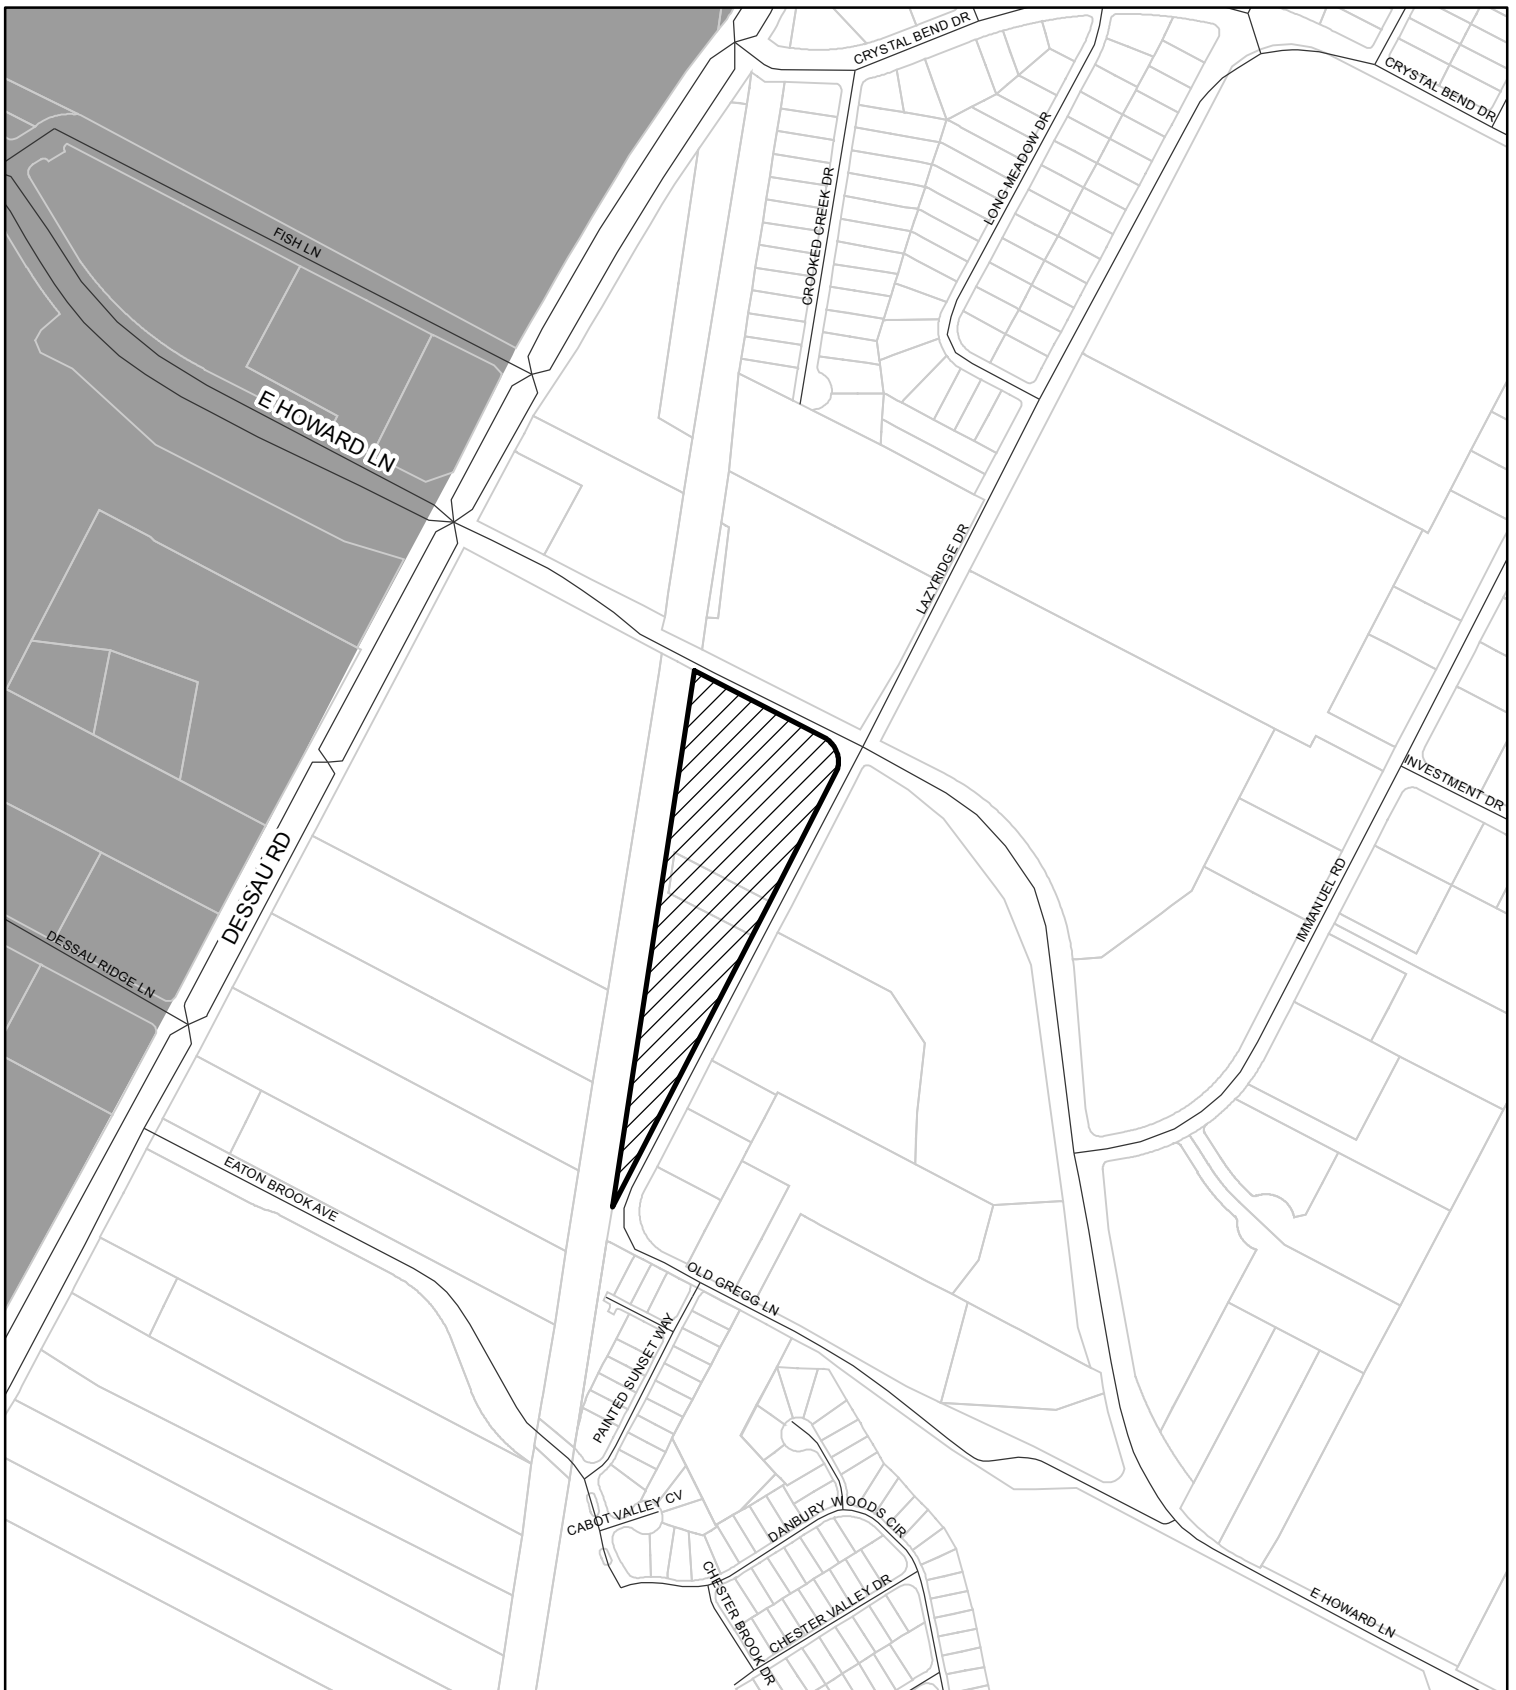 CRYSTAL BEND DR
CRYSTAL BEND DR
LONG MEADOW DR
CROOKED CREEK DR
FISH LN
E HOWARD LN
LAZYRIDGE DR
INVESTMENT DR
DESSAU RD
IMMANUEL RD
DESSAU RIDGE LN
EATON BROOK AVE
OLD GREGG LN
PAINTED SUNSET WAY
CABOT VALLEY CV
DANBURY WOODS CIR
CHESTER BROOK DR
CHESTER VALLEY DR
E HOWARD LN